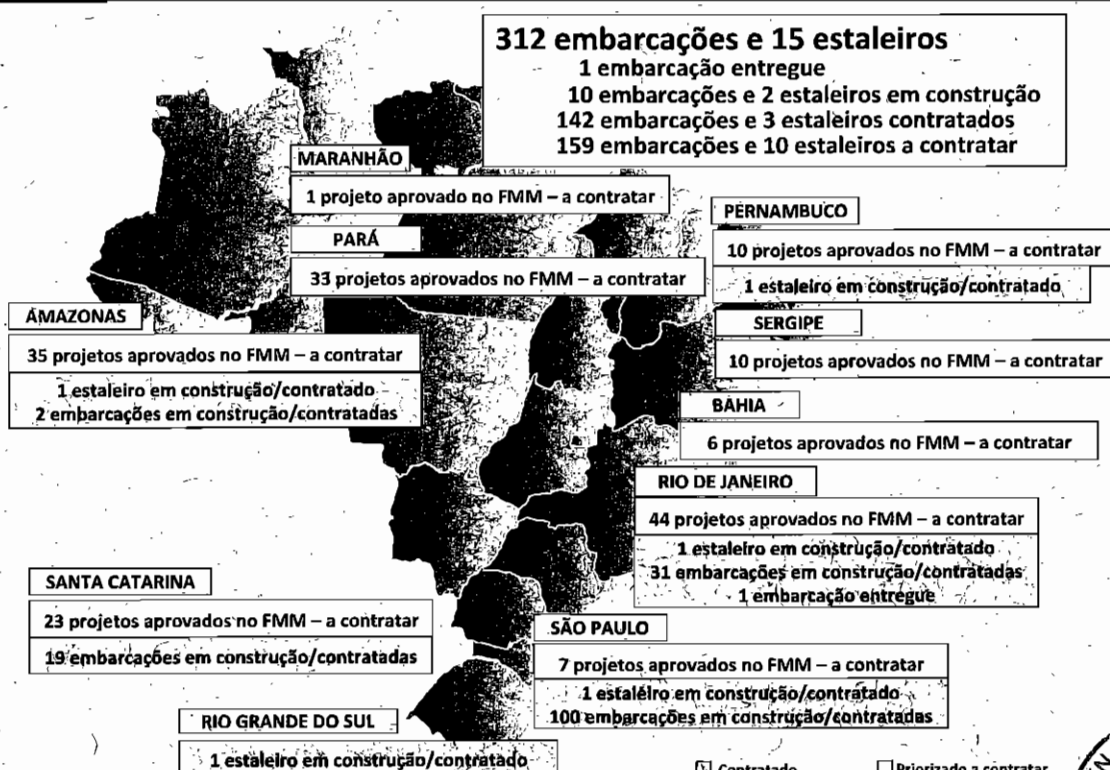 312 embarcações e 15 estaleiros
1 embarcação entregue
10 embarcações e 2 estaleiros em construção
142 embarcações e 3 estaleiros contratados
159 embarcações e 10 estaleiros a contratar
MARANHÃO
1 projeto aprovado no FMM – a contratar
PARÁ
33 projetos aprovados no FMM – a contratar
PERNAMBUCO
10 projetos aprovados no FMM – a contratar
1 estaleiro em construção/contratado
AMAZONAS
35 projetos aprovados no FMM – a contratar
1 estaleiro em construção/contratado
2 embarcações em construção/contratadas
SERGIPE
10 projetos aprovados no FMM – a contratar
BAHIA
6 projetos aprovados no FMM – a contratar
RIO DE JANEIRO
44 projetos aprovados no FMM – a contratar
1 estaleiro em construção/contratado
31 embarcações em construção/contratadas
1 embarcação entregue
SANTA CATARINA
23 projetos aprovados no FMM – a contratar
19 embarcações em construção/contratadas
SÃO PAULO
7 projetos aprovados no FMM – a contratar
1 estaleiro em construção/contratado
100 embarcações em construção/contratadas
RIO GRANDE DO SUL
1 estaleiro em construção/contratado
Contratado
Priorizado a contratar